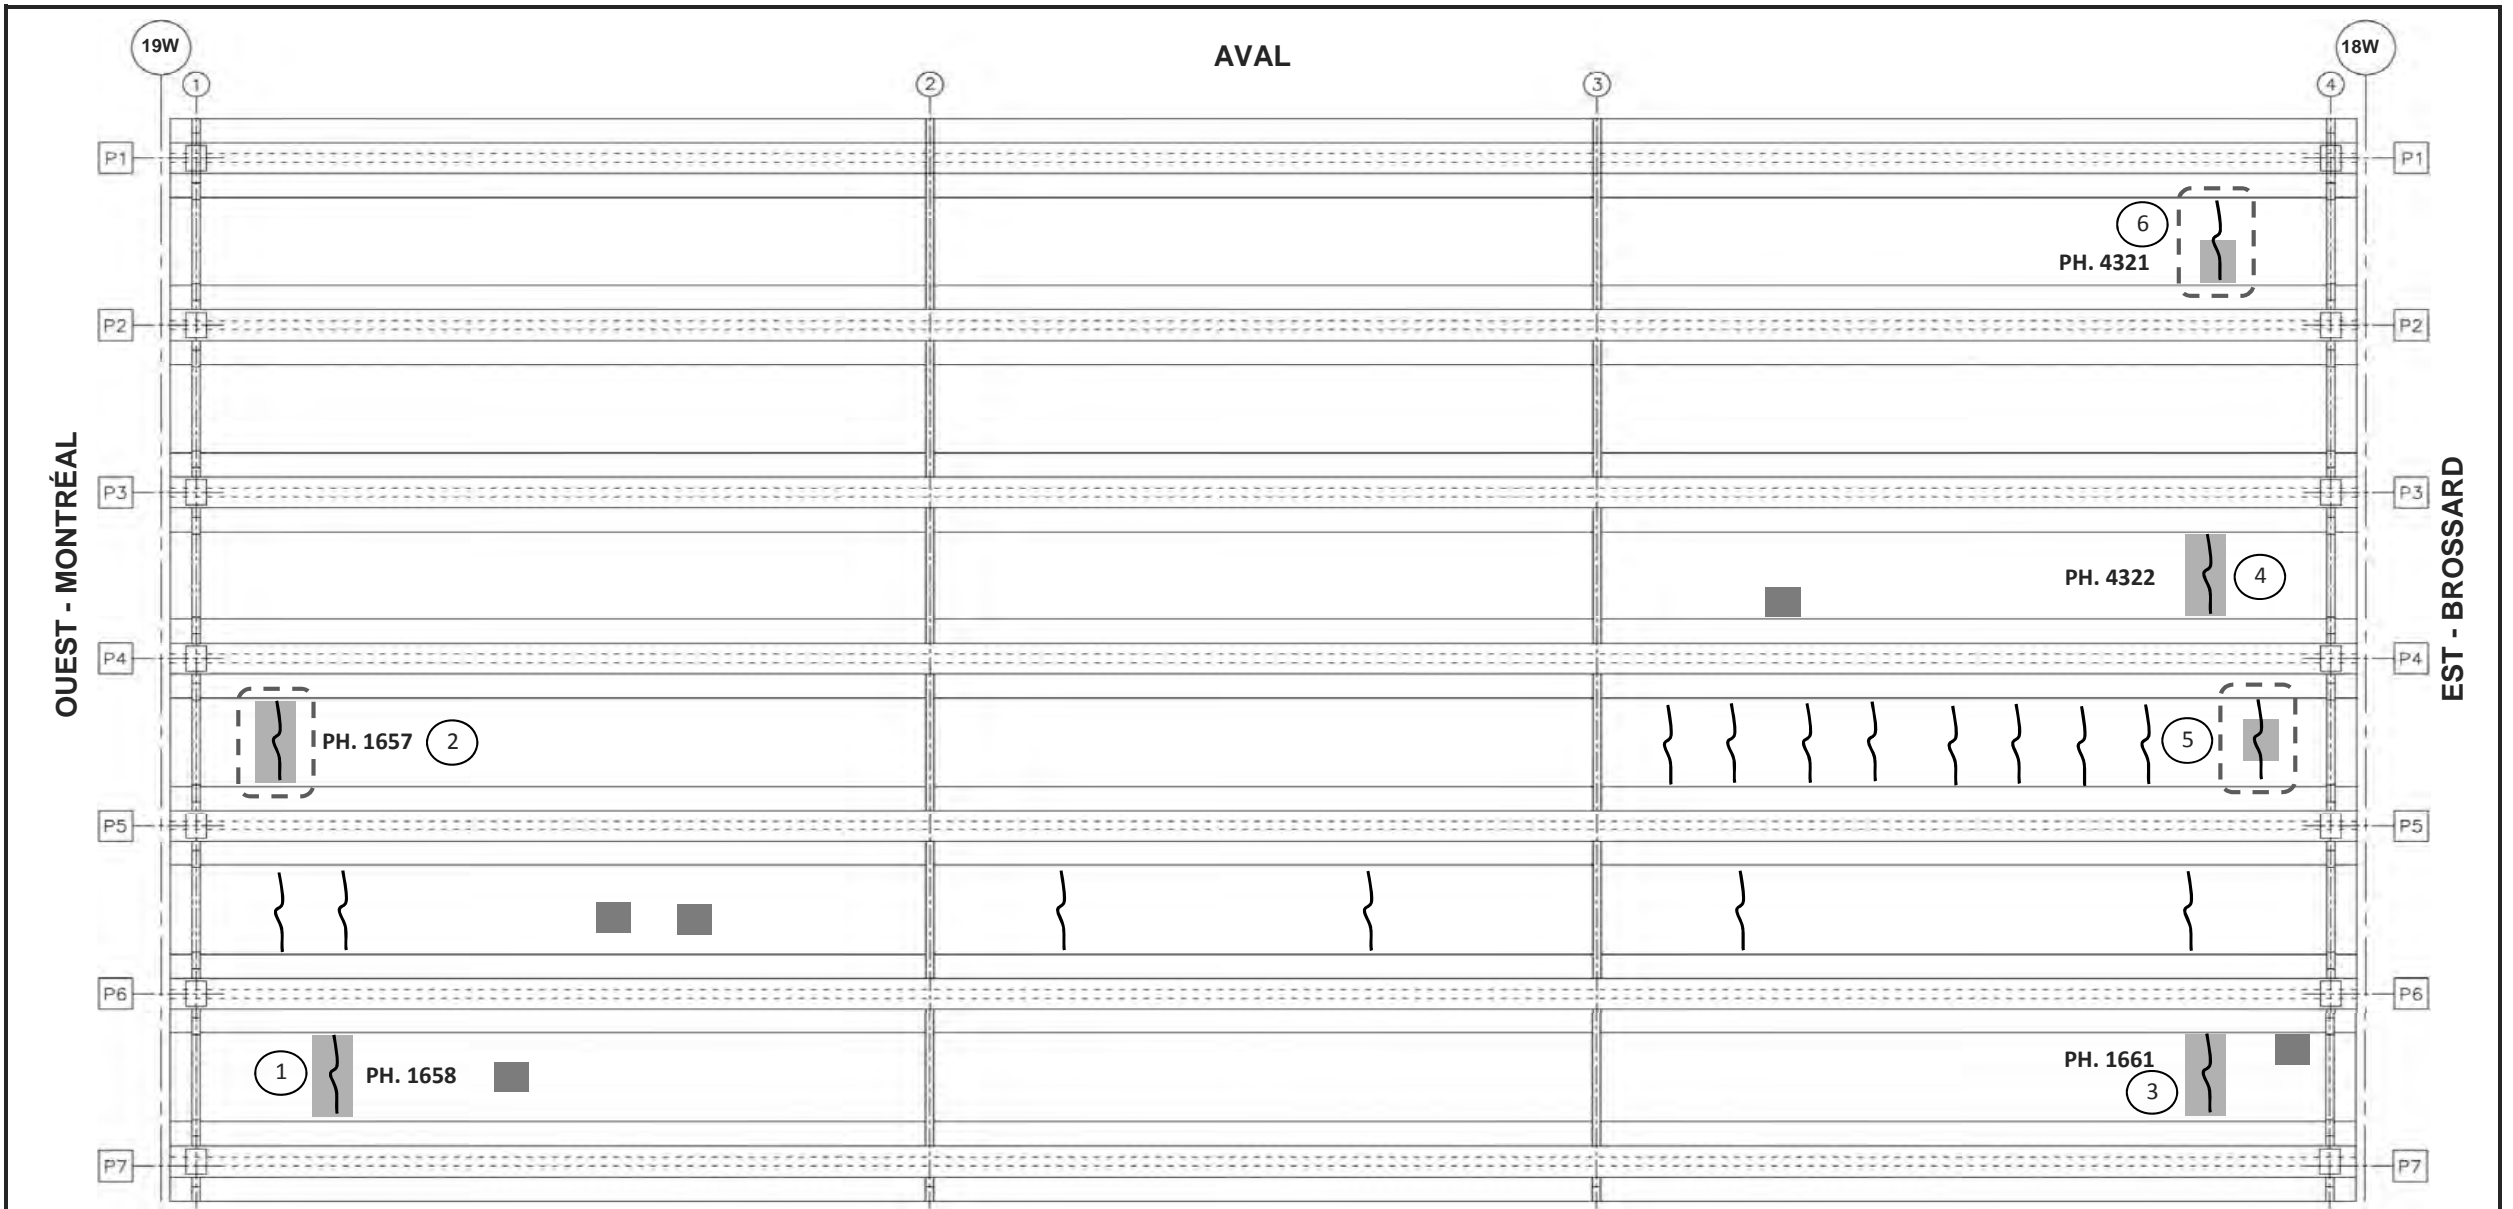 19W
AVAL
18W
1
2
3
4
P1
P1
6
PH. 4321
P2
P2
OUEST - MONTRÉAL
EST - BROSSARD
P3
P3
PH. 4322
4
P4
P4
PH. 1657
2
5
P5
P5
P6
P6
1
PH. 1658
PH. 1661
3
P7
P7